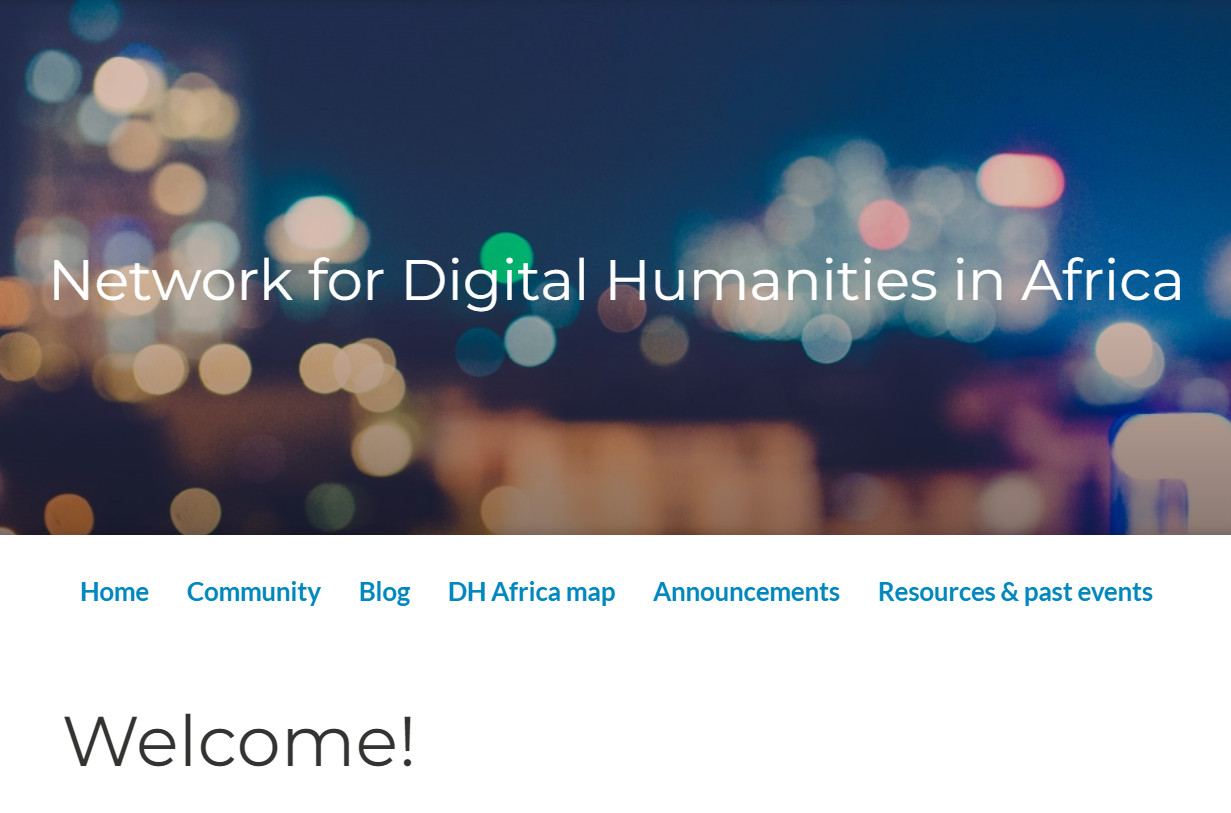 Network for Digital Humanities in Africa
Home Community Blog DH Africa map Announcements Resources & past events
Welcome!